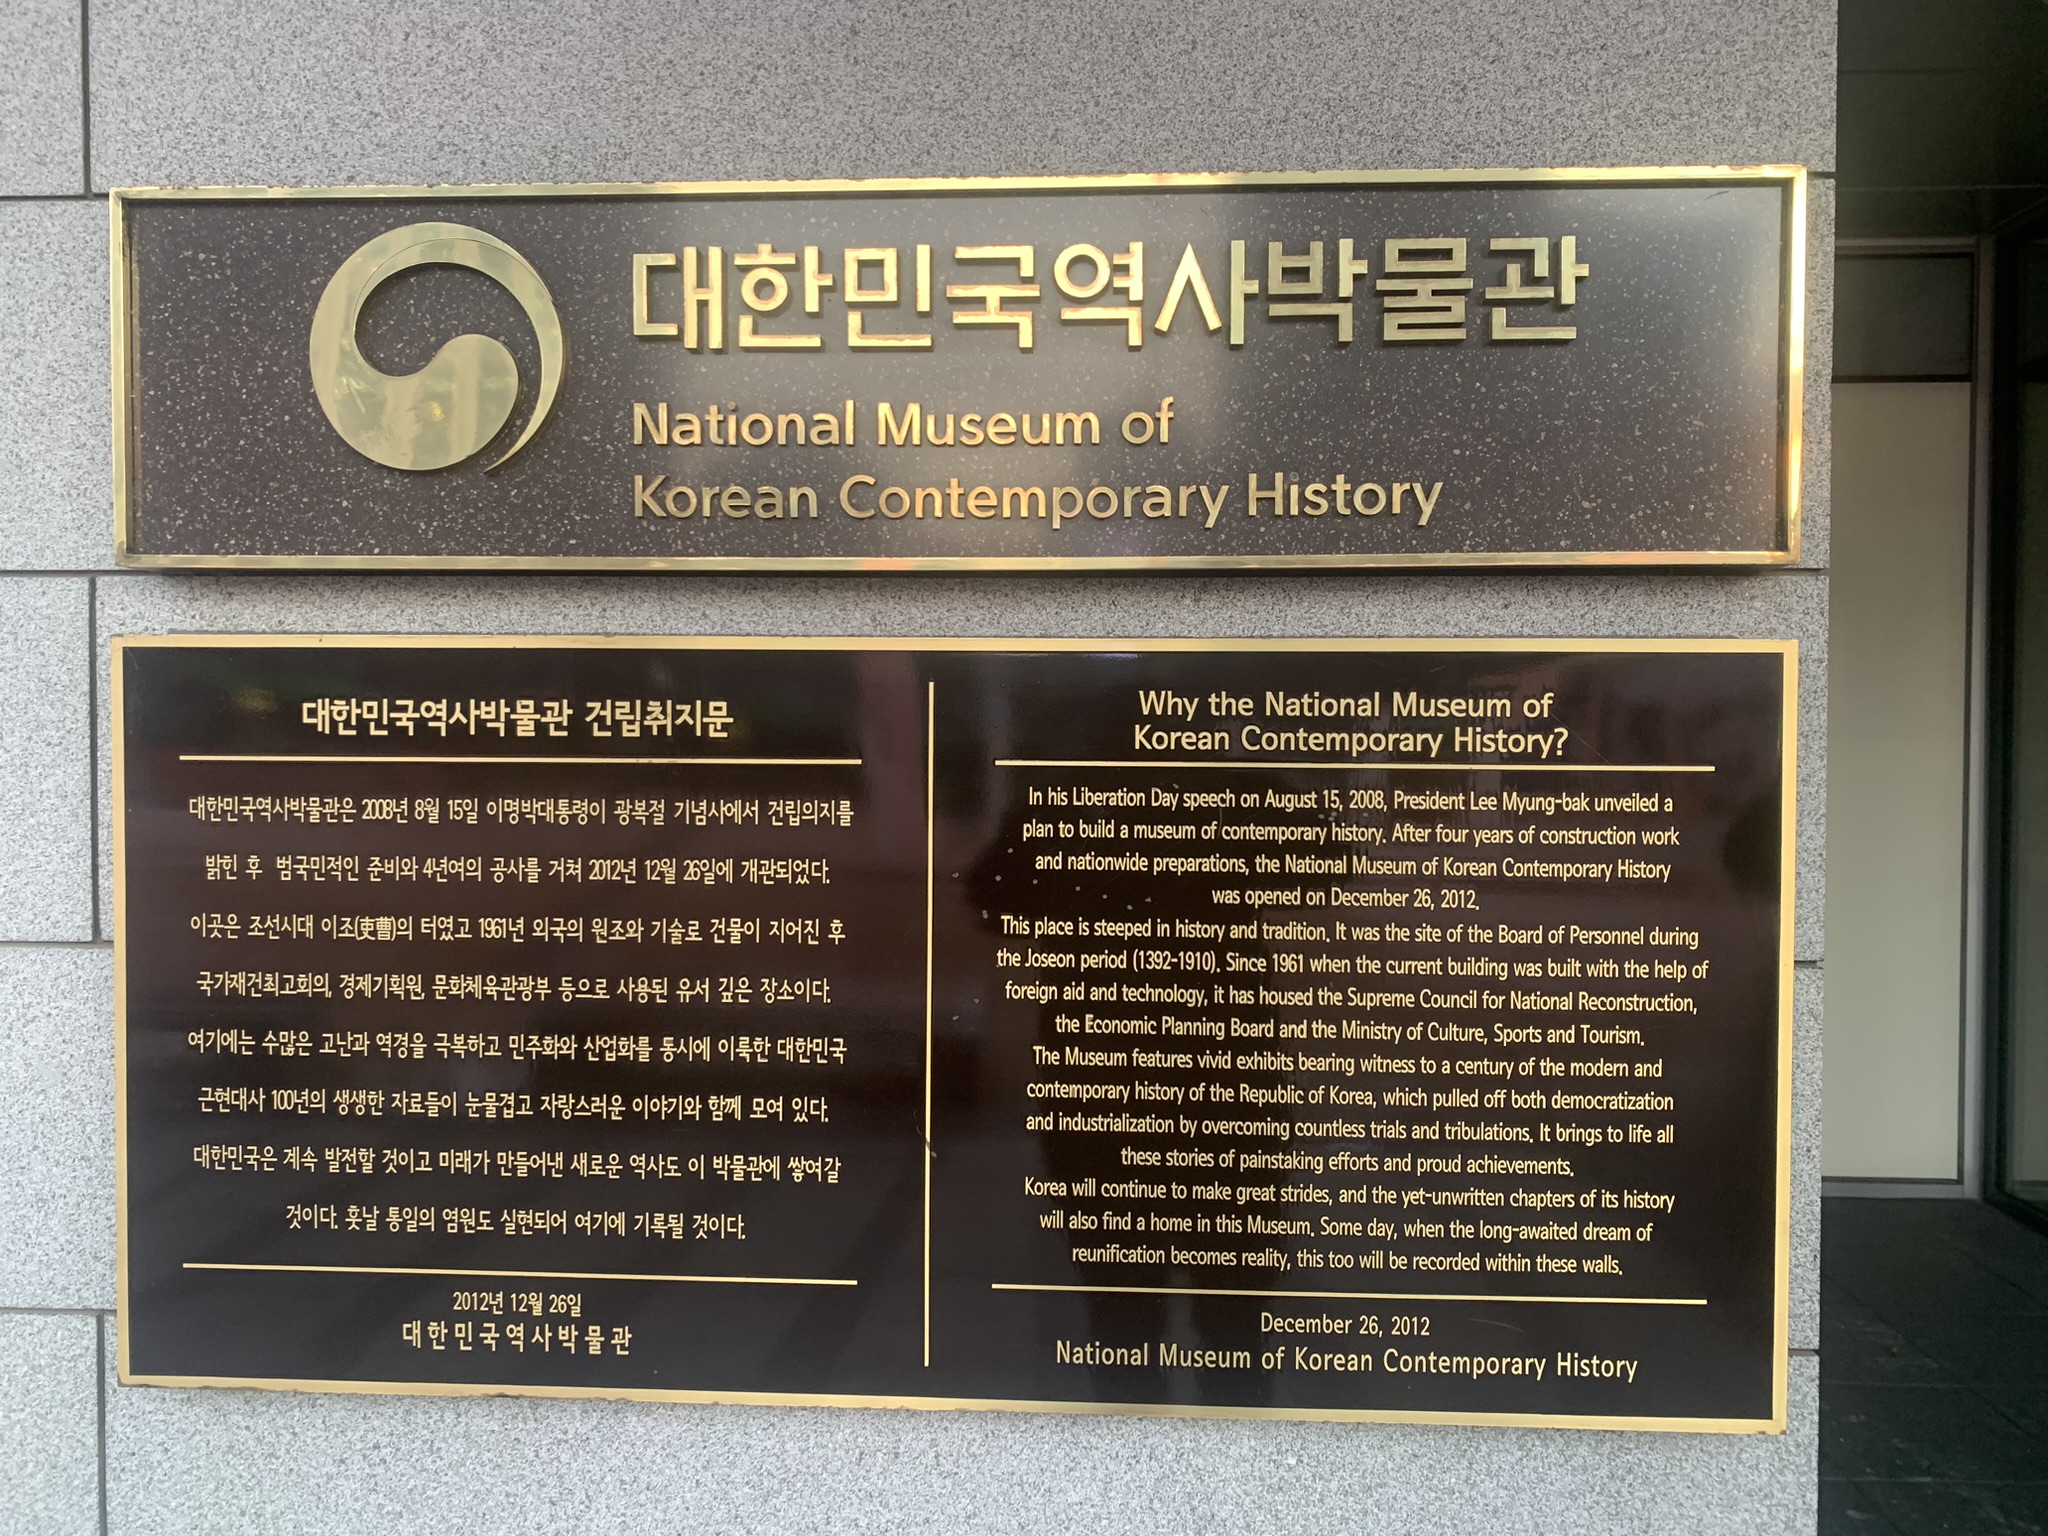 대한민국역사박물관
National Museum of
Korean Contemporary History
대한민국역사박물관 건립취지문
대한민국역사박물관은 2008년 8월 15일 이명박대통령이 광복절 기념사에서 건립의지를
밝힌 후 범국민적인 준비와 4년여의 공사를 거쳐 2012년 12월 26일에 개관되었다.
이곳은 조선시대 이조(吏曹)의 터였고 1961년 외국의 원조와 기술로 건물이 지어진 후
국가재건최고회의, 경제기획원, 문화체육관광부 등으로 사용된 유서 깊은 장소이다.
여기에는 수많은 고난과 역경을 극복하고 민주화와 산업화를 동시에 이룩한 대한민국
근현대사 100년의 생생한 자료들이 눈물겹고 자랑스러운 이야기와 함께 모여 있다.
대한민국은 계속 발전할 것이고 미래가 만들어낸 새로운 역사도 이 박물관에 쌓여갈
것이다. 훗날 통일의 염원도 실현되어 여기에 기록될 것이다.
2012년 12월 26일
대한민국역사박물관
Why the National Museum of
Korean Contemporary History?
In his Liberation Day speech on August 15, 2008, President Lee Myung-bak unveiled a
plan to build a museum of contemporary history. After four years of construction work
and nationwide preparations, the National Museum of Korean Contemporary History
was opened on December 26, 2012.
This place is steeped in history and tradition. It was the site of the Board of Personnel during
the Joseon period (1392-1910). Since 1961 when the current building was built with the help of
foreign aid and technology, it has housed the Supreme Council for National Reconstruction,
the Economic Planning Board and the Ministry of Culture, Sports and Tourism.
The Museum features vivid exhibits bearing witness to a century of the modern and
contemporary history of the Republic of Korea, which pulled off both democratization
and industrialization by overcoming countless trials and tribulations. It brings to life all
these stories of painstaking efforts and proud achievements.
Korea will continue to make great strides, and the yet-unwritten chapters of its history
will also find a home in this Museum. Some day, when the long-awaited dream of
reunification becomes reality, this too will be recorded within these walls.
December 26, 2012
National Museum of Korean Contemporary History